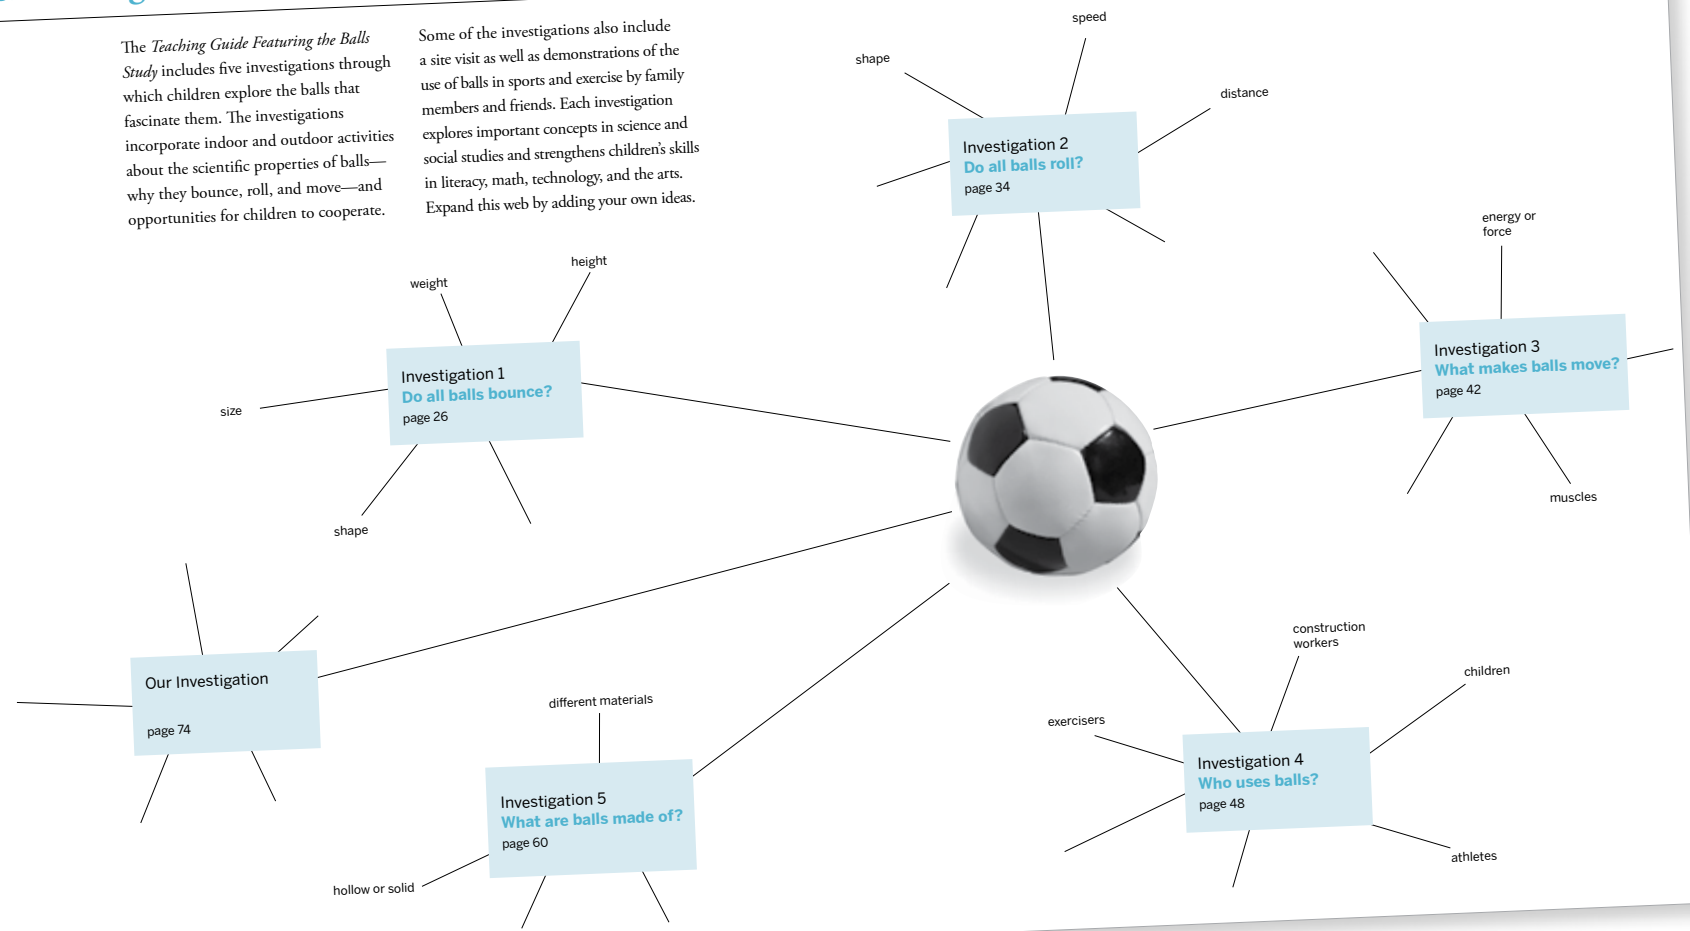 The Teaching Guide Featuring the Balls
Study includes five investigations through
which children explore the balls that
fascinate them. The investigations
incorporate indoor and outdoor activities
about the scientific properties of balls—
why they bounce, roll, and move—and
opportunities for children to cooperate.
Some of the investigations also include
a site visit as well as demonstrations of the
use of balls in sports and exercise by family
members and friends. Each investigation
explores important concepts in science and
social studies and strengthens children’s skills
in literacy, math, technology, and the arts.
Expand this web by adding your own ideas.
speed
shape
distance
Investigation 2
Do all balls roll?
page 34
energy or
force
Investigation 3
What makes balls move?
page 42
muscles
height
weight
Investigation 1
Do all balls bounce?
page 26
size
shape
Our Investigation
page 74
different materials
Investigation 5
What are balls made of?
page 60
hollow or solid
construction
workers
children
exercisers
Investigation 4
Who uses balls?
page 48
athletes